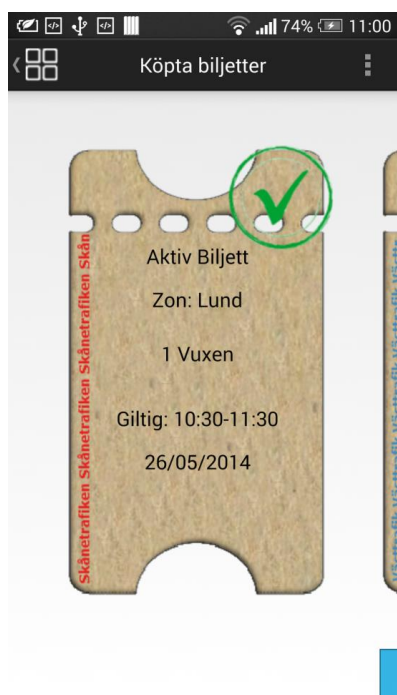 74% 11:00
Köpta biljetter
Aktiv Biljett
Zon: Lund
1 Vuxen
Giltig: 10:30-11:30
26/05/2014
Skånetrafiken Skånetrafiken Skånetrafiken Skån